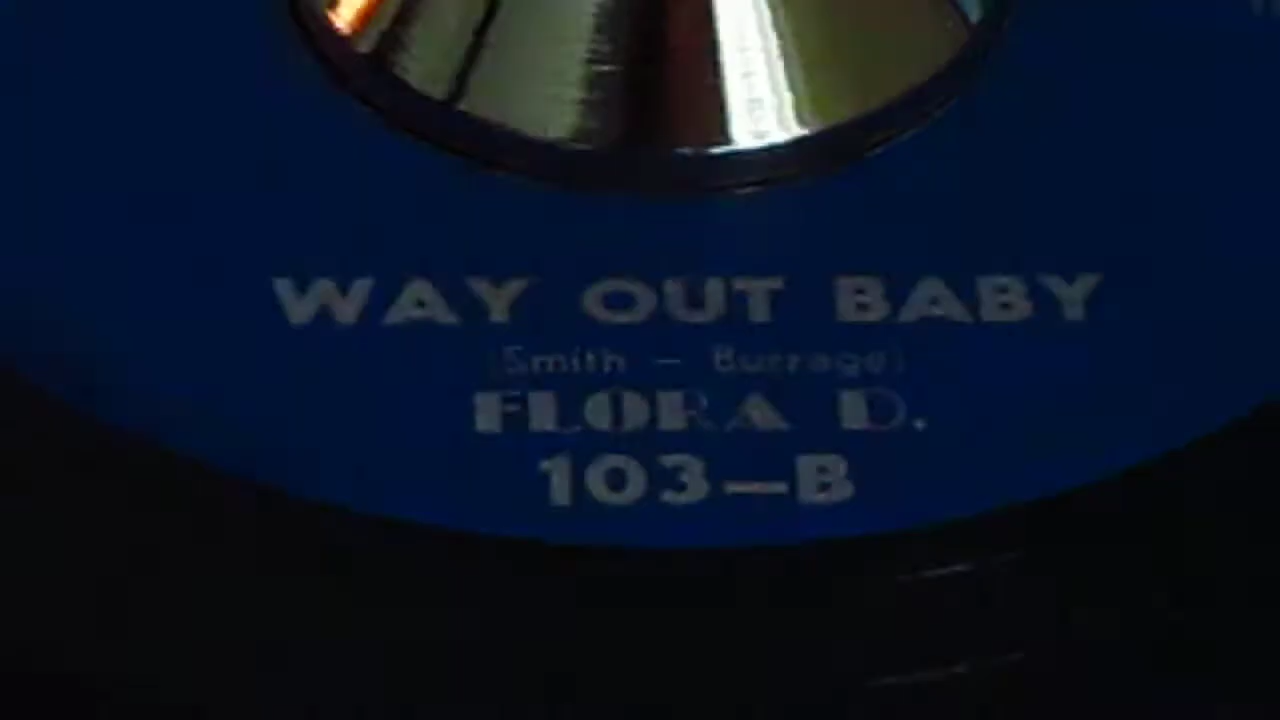 WAY OUT BABY
(Smith — Burrage)
FLORA D.
103—B